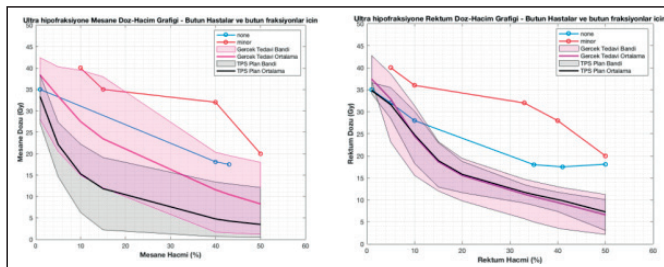 Ultra hipofraksiyone Mesane Doz-Hacim Grafigi - Butun Hastalar ve butun fraksiyonlar icin
45
40
35
30
25
20
15
10
5
0
Mesane Dozu (Gy)
none
miner
Gercek Tedavi Bandi
Gercek Tedavi Ortalama
TPS Plan Bandi
TPS Plan Ortalama
0 10 20 30 40 50 60
Mesane Hacmi (%)
Ultra hipofraksiyone Rektum Doz-Hacim Grafigi - Butun Hastalar ve butun fraksiyonlar icin
45
40
35
30
25
20
15
10
5
0
Rektum Dozu (Gy)
none
miner
Gercek Tedavi Bandi
Gercek Tedavi Ortalama
TPS Plan Bandi
TPS Plan Ortalama
0 10 20 30 40 50 60
Rektum Hacmi (%)